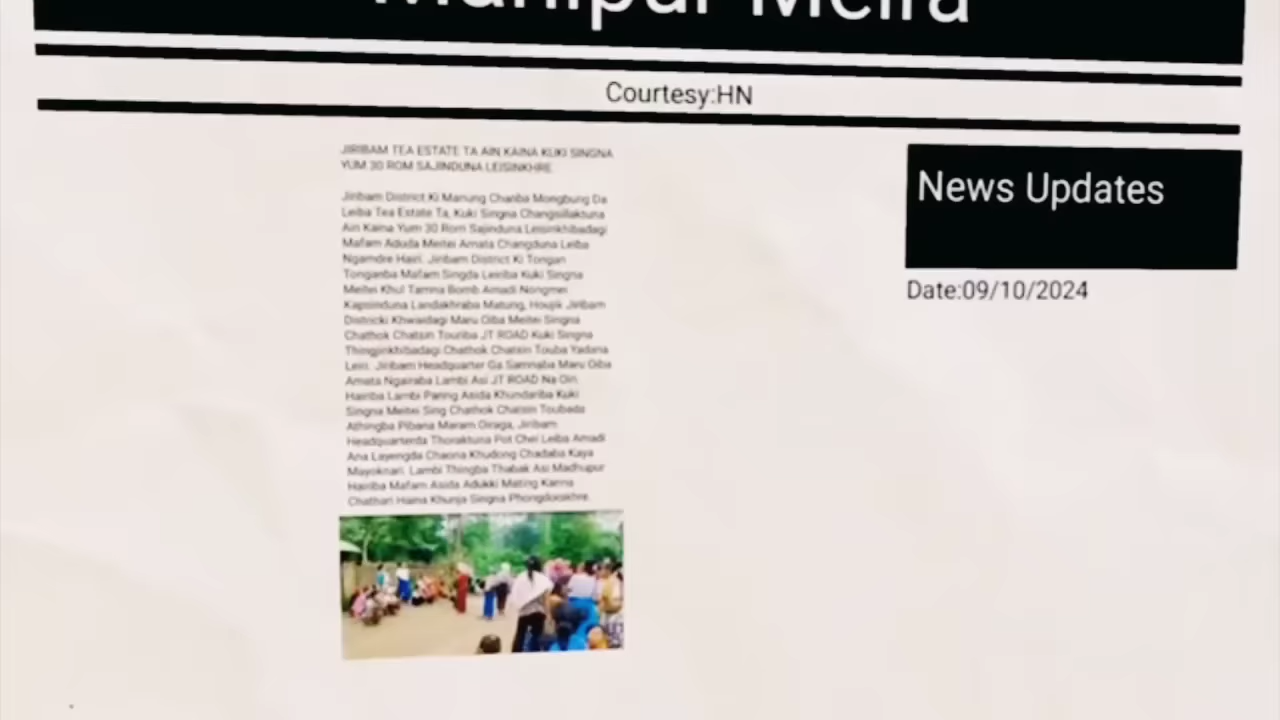 Manipur Meira
Courtesy:HN
JIRIBAM TEA ESTATE TA AIN KAINA KUKI SINGNA
YUM 30 ROM SAJINDUNA LEISINKHRE.
Jiribam District Ki Manung Chanba Mongbung Da
Leiba Tea Estate Ta, Kuki Singna Changsillaktuna
Ain Kaina Yum 30 Rom Sajinduna Leisinkhibadagi
Mafam Aduda Meitei Amata Changduna Leiba
Ngamdre Hairi. Jiribam District Ki Tongan
Tonganba Mafam Singda Leiriba Kuki Singna
Meitei Khul Tamna Bomb Amadi Nongmei
Kapsinduna Landakhraba Matung, Houjik Jiribam
Districki Khwaidagi Maru Oiba Meitei Singna
Chathok Chatsin Touriba JT ROAD Kuki Singna
Thingjinkhibadagi Chathok Chatsin Touba Yadana
Leiri. Jiribam Headquarter Ga Samnaba Maru Oiba
Amata Ngairaba Lambi Asi JT ROAD Na Oiri.
Hairiba Lambi Paring Asida Khundariba Kuki
Singna Meitei Sing Chathok Chatsin Toubada
Athingba Pibana Maram Oiraga, Jiribam
Headquarterda Thoraktuna Pot Chei Leiba Amadi
Ana Layengda Chaona Khudong Chadaba Kaya
Mayoknari. Lambi Thingba Thabak Asi Madhupur
Hairiba Mafam Asida Adukki Mating Kanna
Chathari Haina Khunja Singna Phongdokkhre.
News Updates
Date:09/10/2024